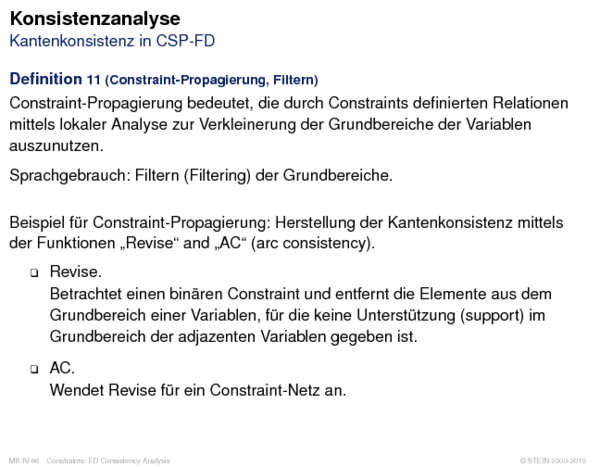 Konsistenzanalyse
Kantenkonsistenz in CSP-FD
Definition 11 (Constraint-Propagierung, Filtern)
Constraint-Propagierung bedeutet, die durch Constraints definierten Relationen
mittels lokaler Analyse zur Verkleinerung der Grundbereiche der Variablen
auszunutzen.
Sprachgebrauch: Filtern (Filtering) der Grundbereiche.
Beispiel für Constraint-Propagierung: Herstellung der Kantenkonsistenz mittels
der Funktionen „Revise“ and „AC“ (arc consistency).
❑ Revise.
Betrachtet einen binären Constraint und entfernt die Elemente aus dem
Grundbereich einer Variablen, für die keine Unterstützung (support) im
Grundbereich der adjazenten Variablen gegeben ist.
❑ AC.
Wendet Revise für ein Constraint-Netz an.
MK:IV-86 Constraints: FD Consistency Analysis © STEIN 2000-2015